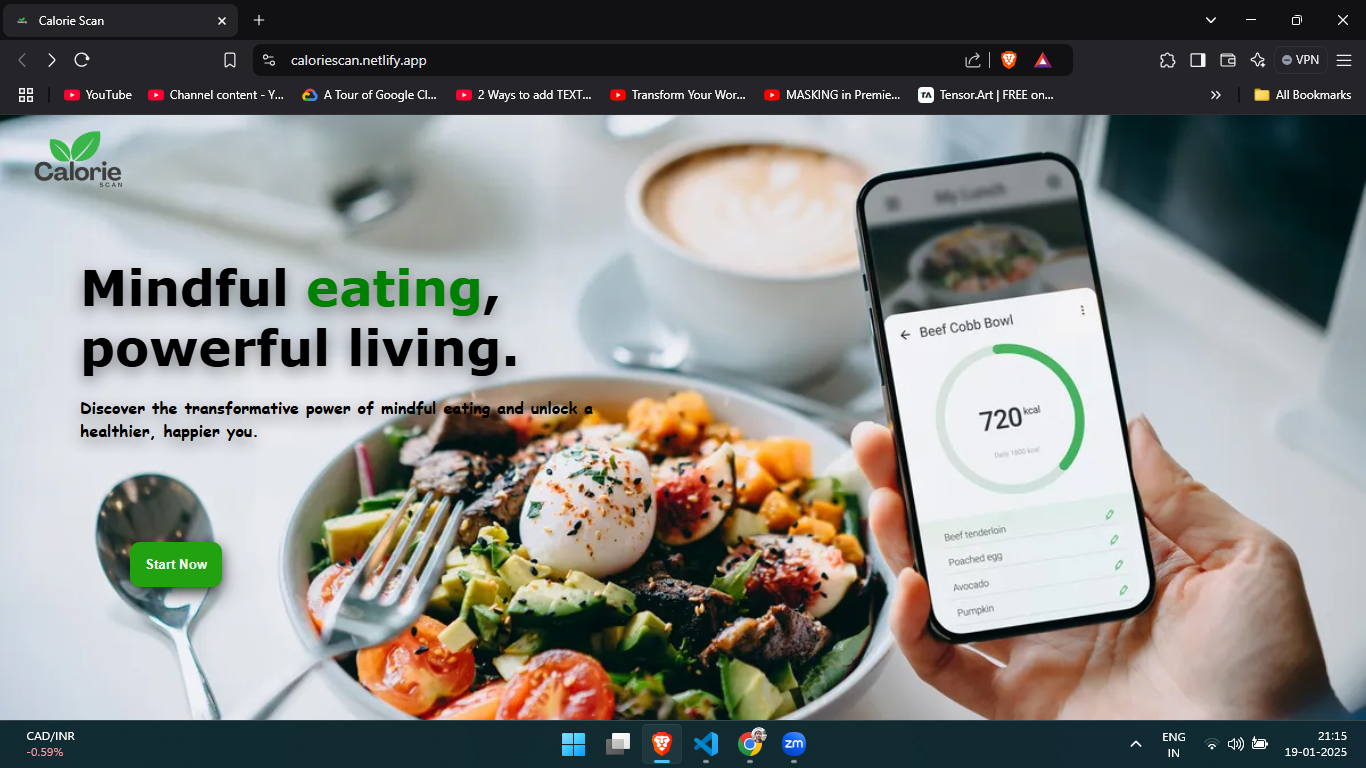 Calorie Scan
caloriescan.netlify.app
VPN
YouTube
Channel content - Y...
A Tour of Google Cl...
2 Ways to add TEXT...
Transform Your Wor...
MASKING in Premie...
TA
Tensor.Art | FREE on...
All Bookmarks
Calorie
SCAN
Mindful eating,
powerful living.
Discover the transformative power of mindful eating and unlock a
healthier, happier you.
Start Now
My Lunch
Beef Cobb Bowl
720 kcal
Daily 1800 kcal
Beef tenderloin
Poached egg
Avocado
Pumpkin
CAD/INR
-0.59%
zm
ENG
IN
21:15
19-01-2025